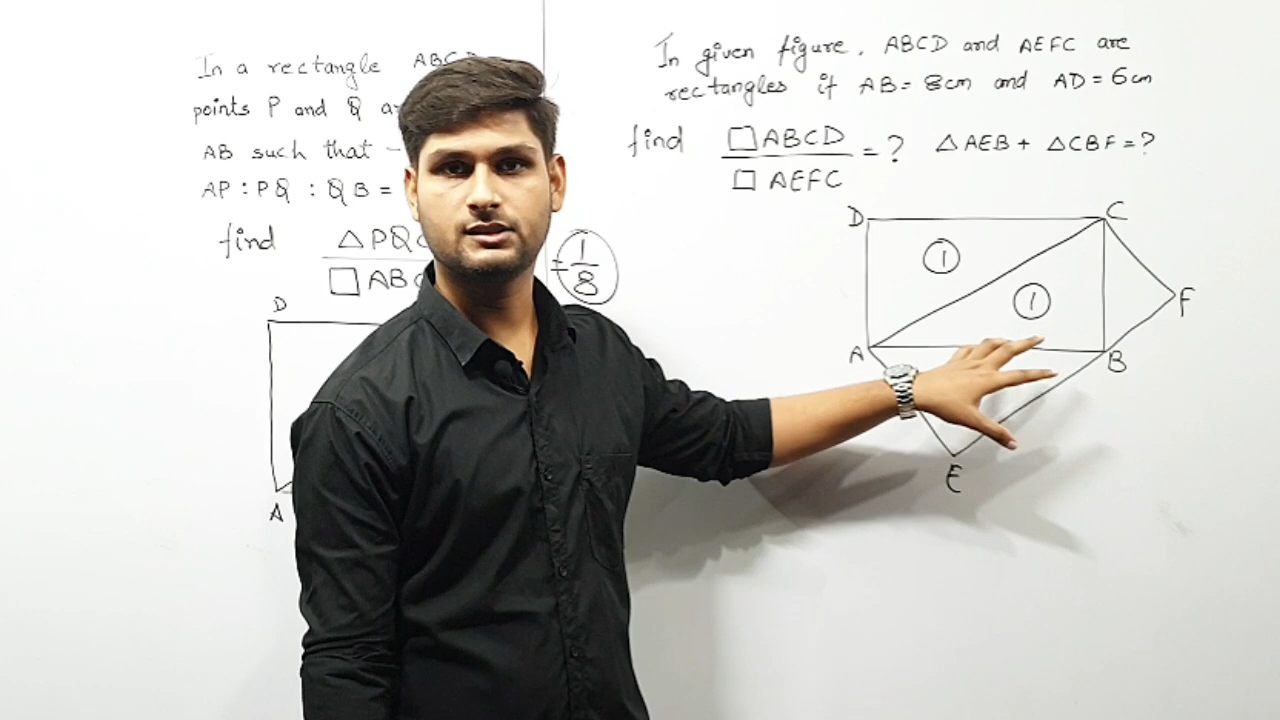 In a rectangle ABCD
points P and Q
AB such that -
AP : PQ : QB =
find △PQ
□ABC
= 1/8
D
A
In given figure, ABCD and AEFC are
rectangles if AB = 8cm and AD = 6cm
find □ABCD / □AEFC = ? △AEB + △CBF = ?
D C
1
1
F
A B
E